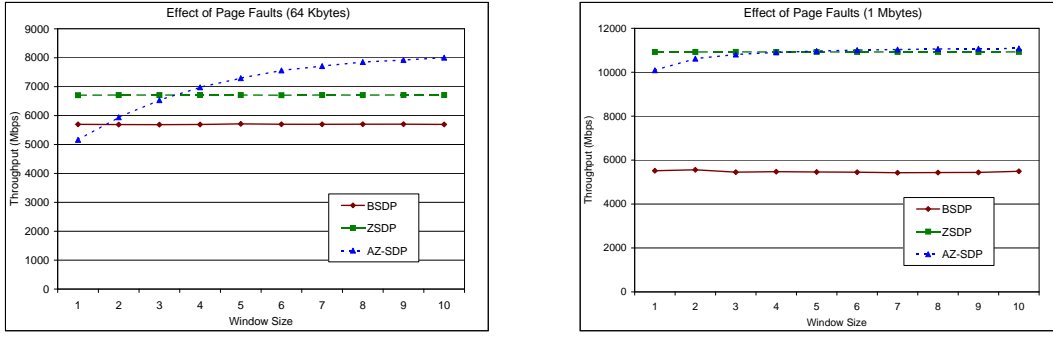 Effect of Page Faults (64 Kbytes)
9000
8000
7000
6000
5000
4000
3000
2000
1000
0
Throughput (Mbps)
BSDP
ZSDP
AZ-SDP
1 2 3 4 5 6 7 8 9 10
Window Size
Effect of Page Faults (1 Mbytes)
12000
10000
8000
6000
4000
2000
0
Throughput (Mbps)
BSDP
ZSDP
AZ-SDP
1 2 3 4 5 6 7 8 9 10
Window Size